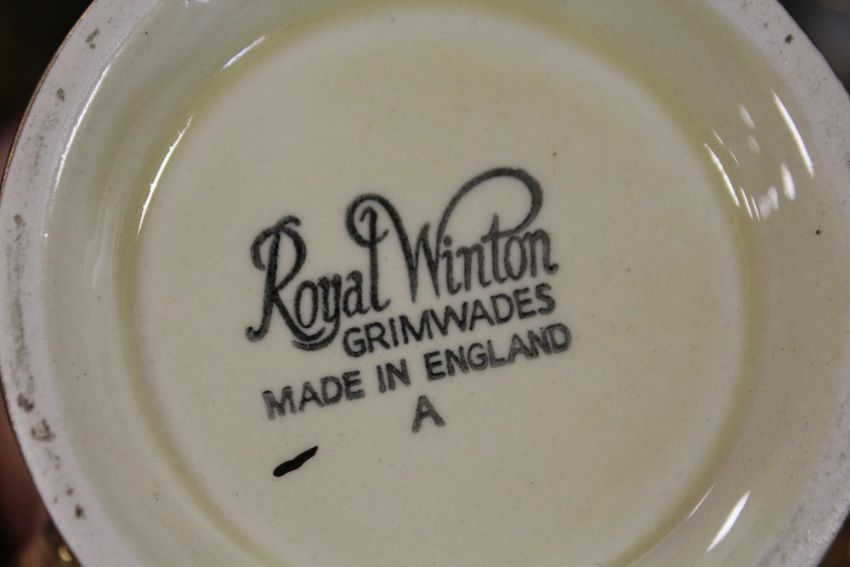 Royal Winton
GRIMWADES
MADE IN ENGLAND
A